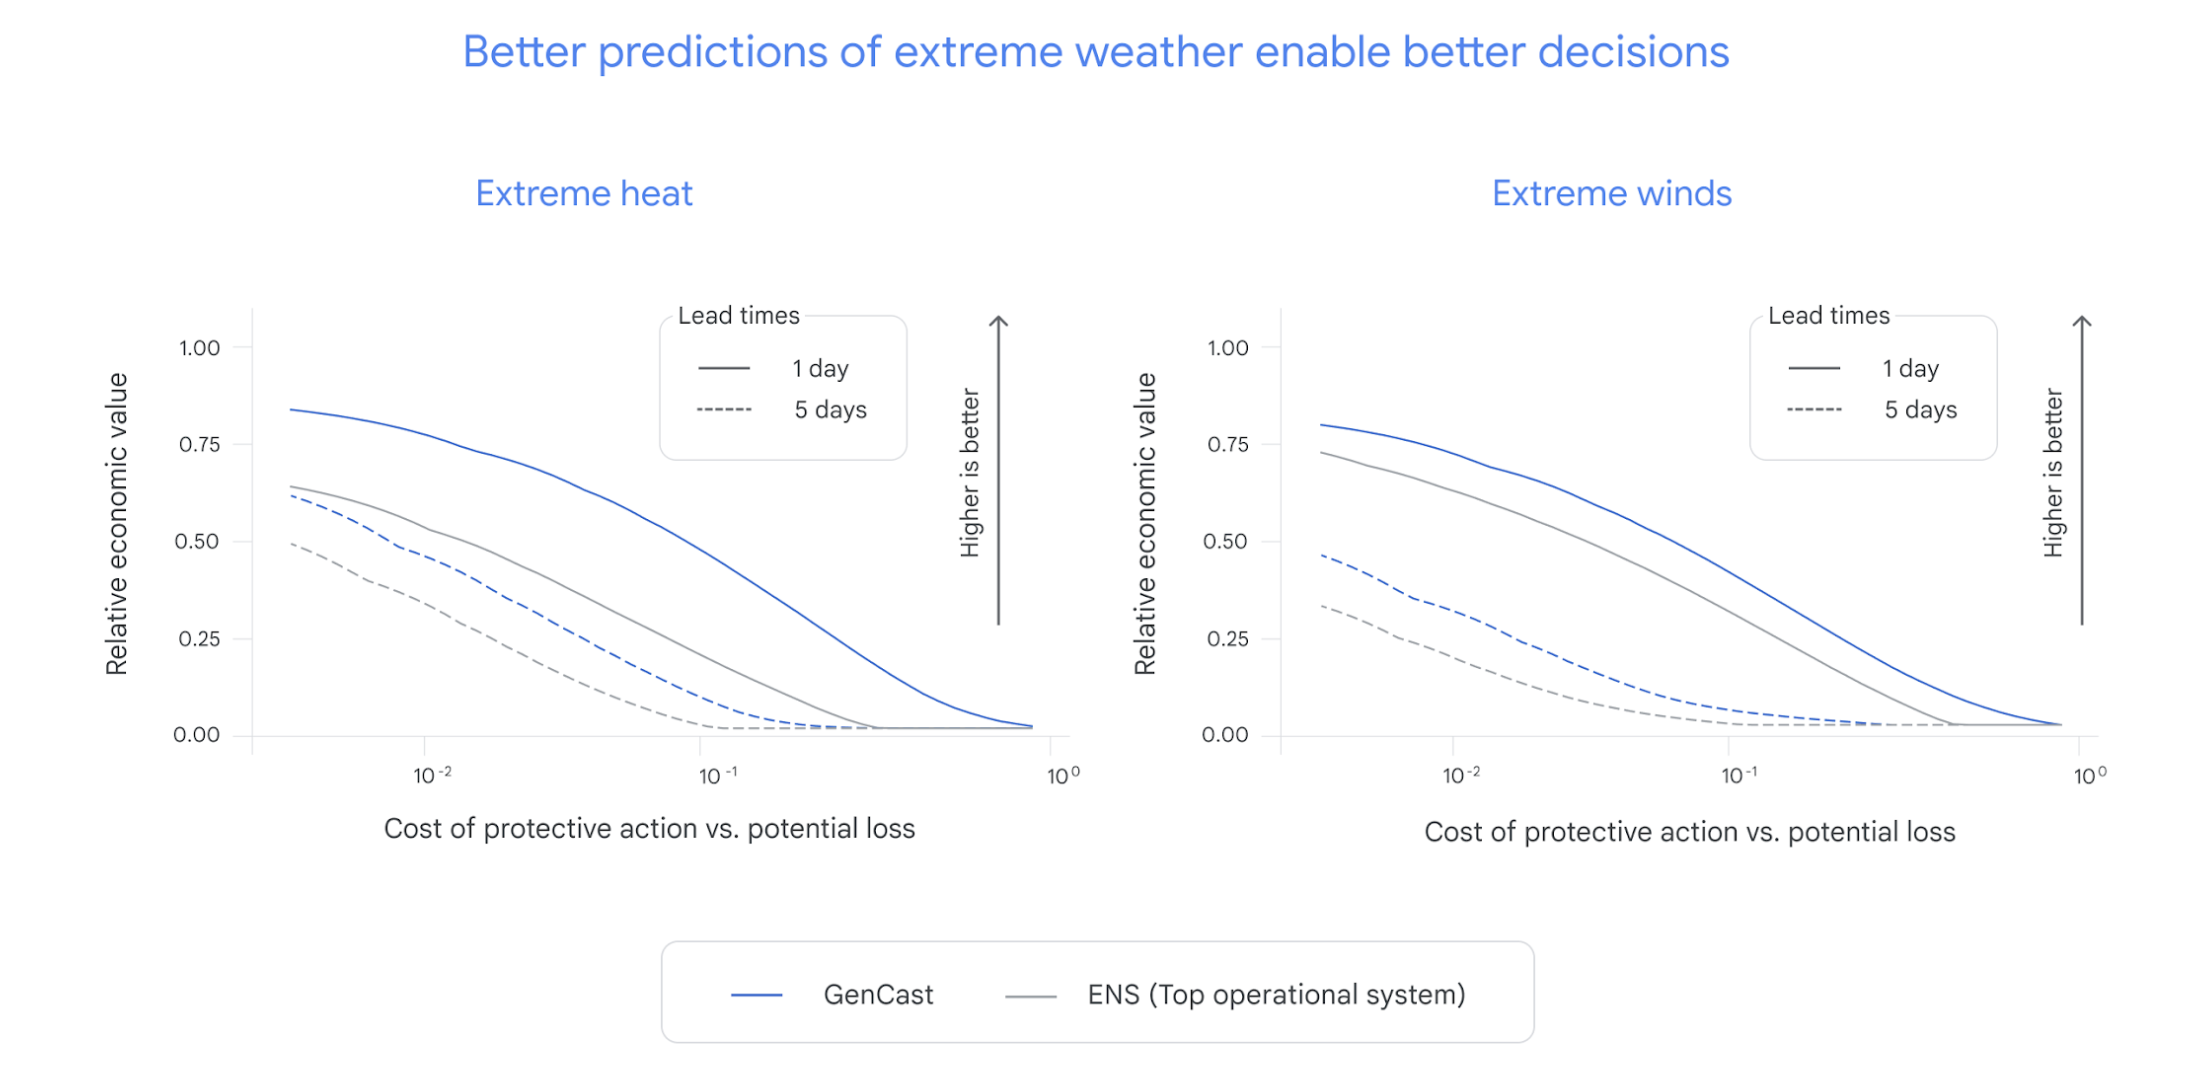 Better predictions of extreme weather enable better decisions
Extreme heat
Relative economic value
1.00
0.75
0.50
0.25
0.00
10⁻²
10⁻¹
10⁰
Cost of protective action vs. potential loss
Lead times
1 day
5 days
Higher is better
Extreme winds
Relative economic value
1.00
0.75
0.50
0.25
0.00
10⁻²
10⁻¹
10⁰
Cost of protective action vs. potential loss
Lead times
1 day
5 days
Higher is better
GenCast
ENS (Top operational system)